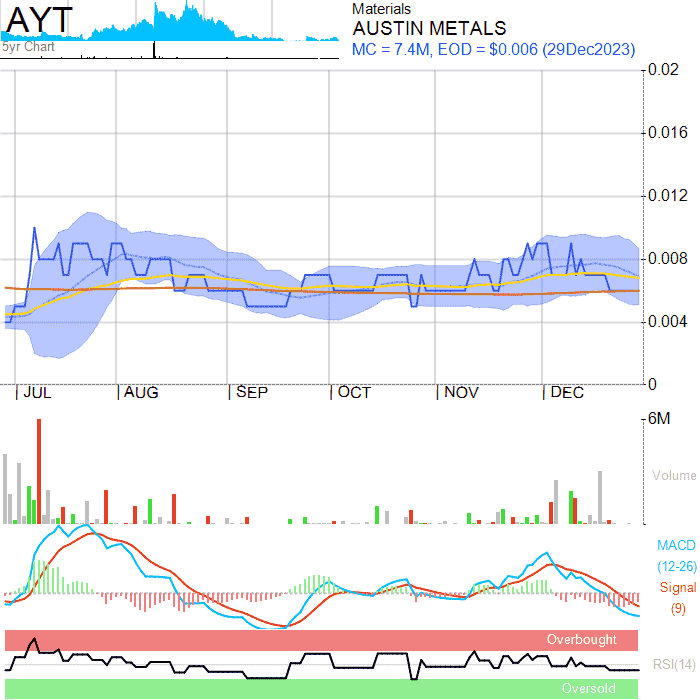 AYT
5yr Chart
Materials
AUSTIN METALS
MC = 7.4M, EOD = $0.006 (29Dec2023)
0.02
0.016
0.012
0.008
0.004
0
JUL AUG SEP OCT NOV DEC
6M
Volume
MACD
(12-26)
Signal
(9)
Overbought
RSI(14)
Oversold